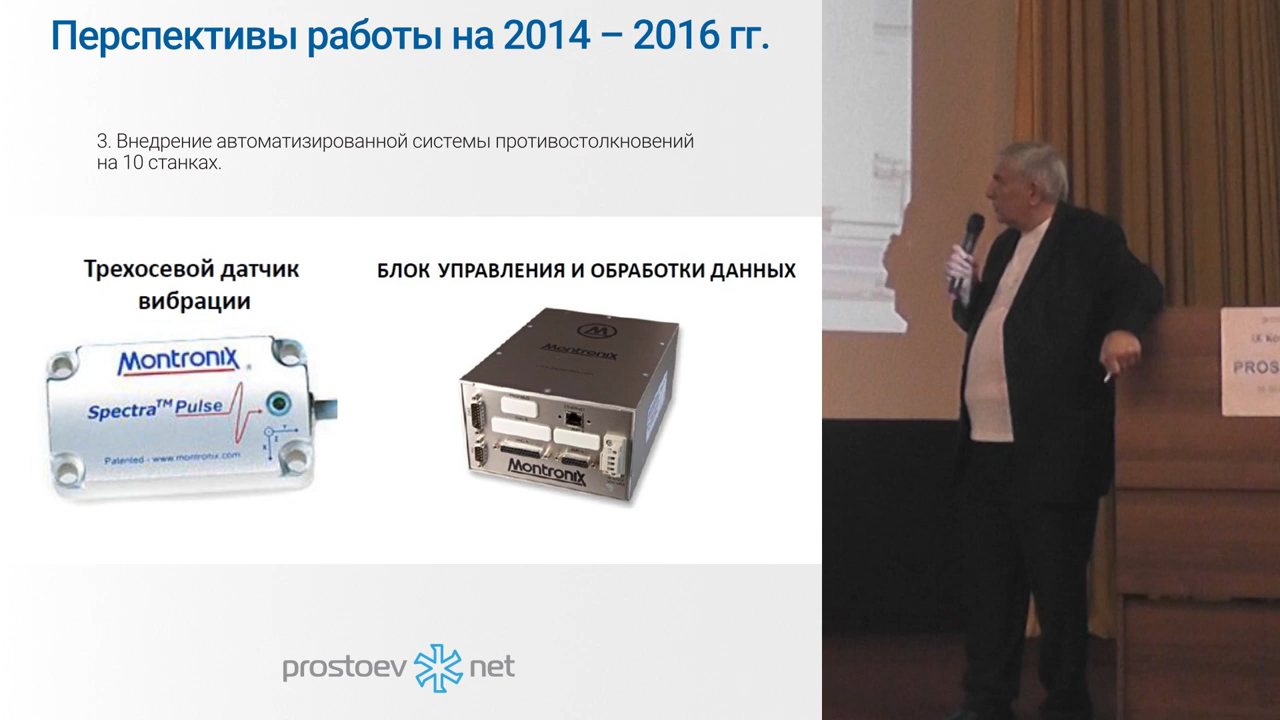 Перспективы работы на 2014 – 2016 гг.
3. Внедрение автоматизированной системы противостолкновений
на 10 станках.
Трехосевой датчик
вибрации
БЛОК УПРАВЛЕНИЯ И ОБРАБОТКИ ДАННЫХ
Montronix
Spectra™ Pulse
Patented - www.montronix.com
Montronix
Montronix
prostoev net
PROS